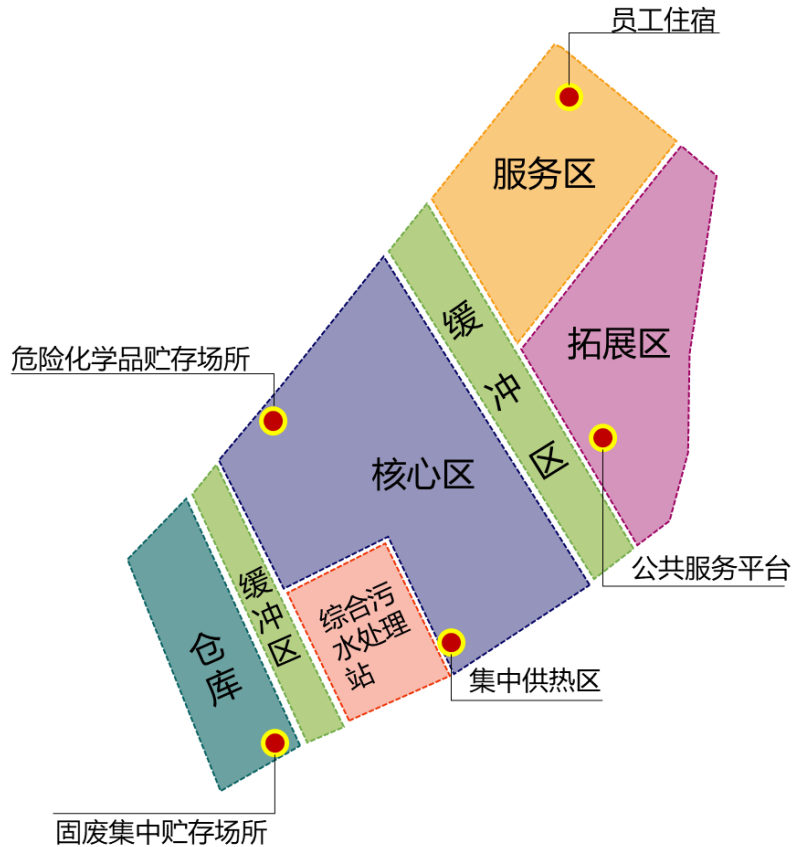 员工住宿
服务区
拓展区
缓冲区
危险化学品贮存场所
核心区
公共服务平台
缓冲区
综合污
水处理
站
仓库
集中供热区
固废集中贮存场所